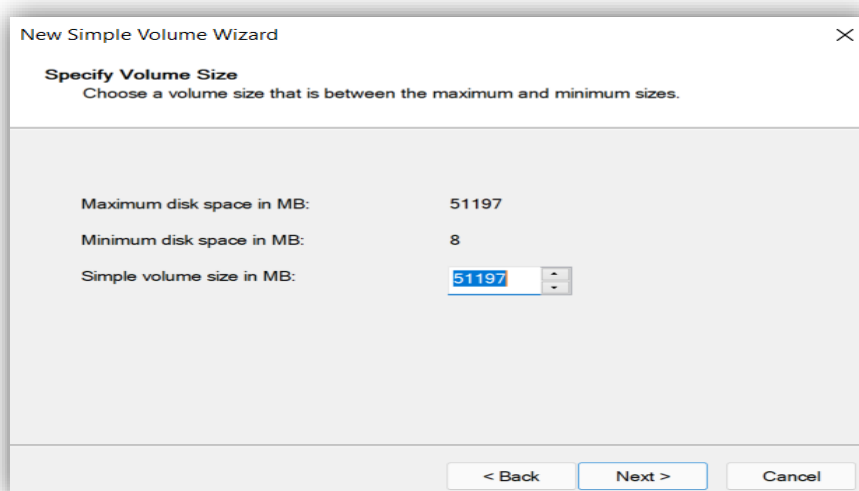 New Simple Volume Wizard
Specify Volume Size
Choose a volume size that is between the maximum and minimum sizes.
Maximum disk space in MB: 51197
Minimum disk space in MB: 8
Simple volume size in MB: 51197
< Back Next > Cancel